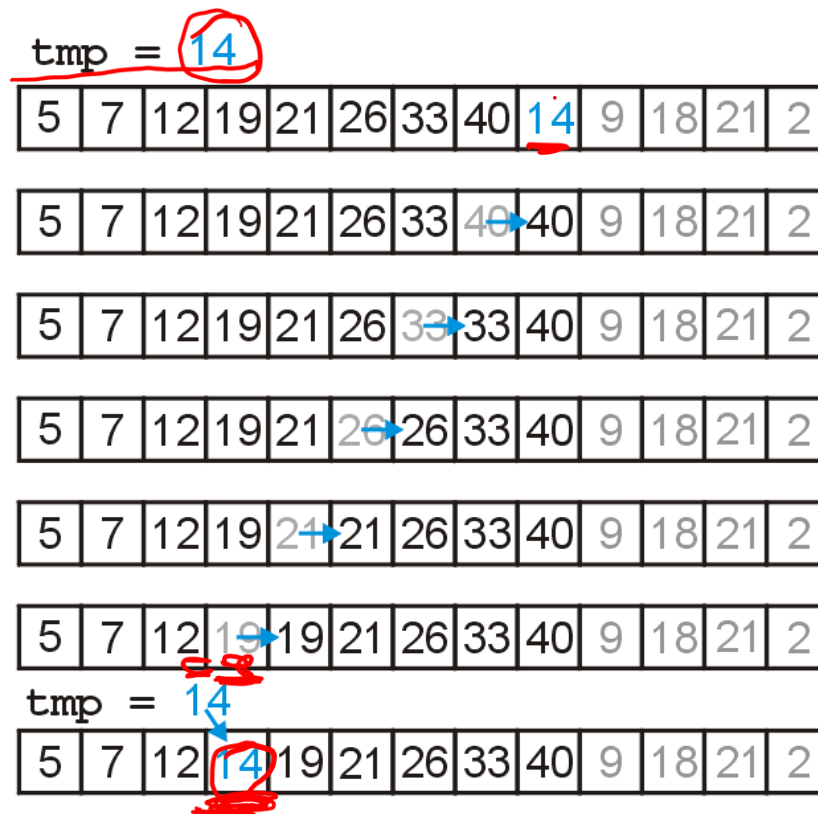 tmp = 14
5 7 12 19 21 26 33 40 14 9 18 21 2
5 7 12 19 21 26 33 40 40 9 18 21 2
5 7 12 19 21 26 33 33 40 9 18 21 2
5 7 12 19 21 26 26 33 40 9 18 21 2
5 7 12 19 21 21 26 33 40 9 18 21 2
5 7 12 19 19 21 26 33 40 9 18 21 2
tmp = 14
5 7 12 14 19 21 26 33 40 9 18 21 2